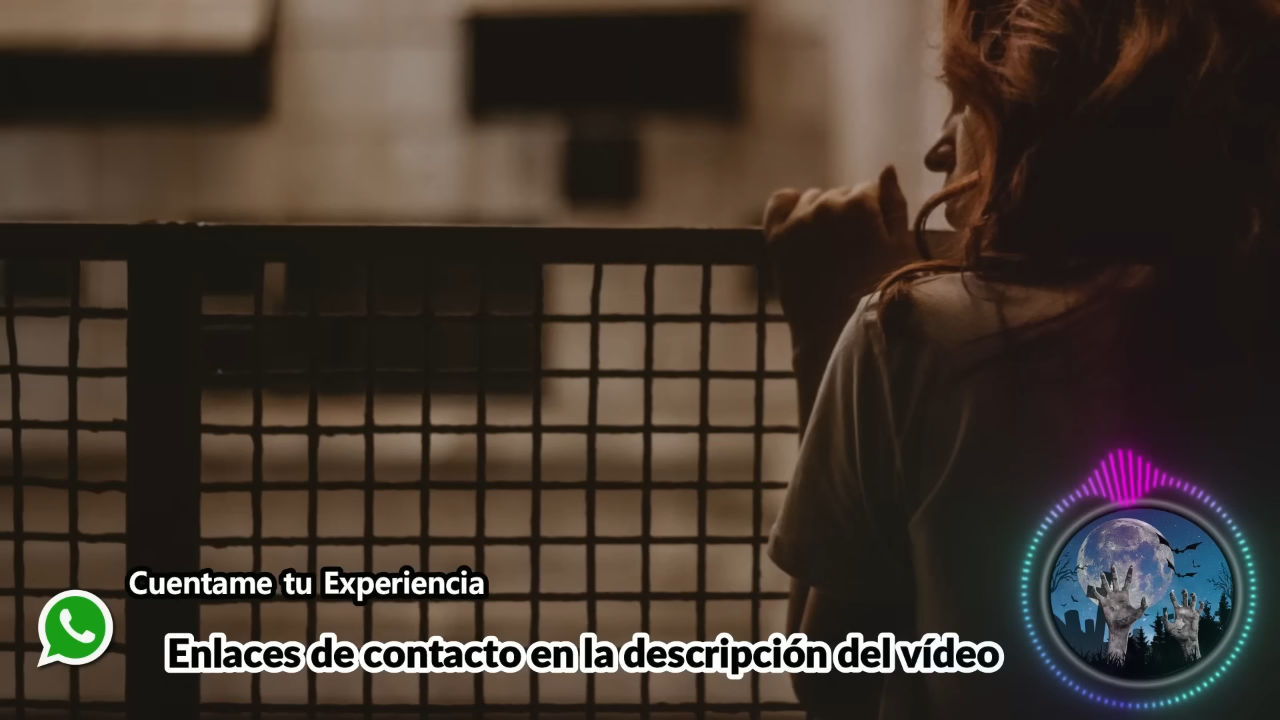 Cuentame tu Experiencia
Enlaces de contacto en la descripción del vídeo